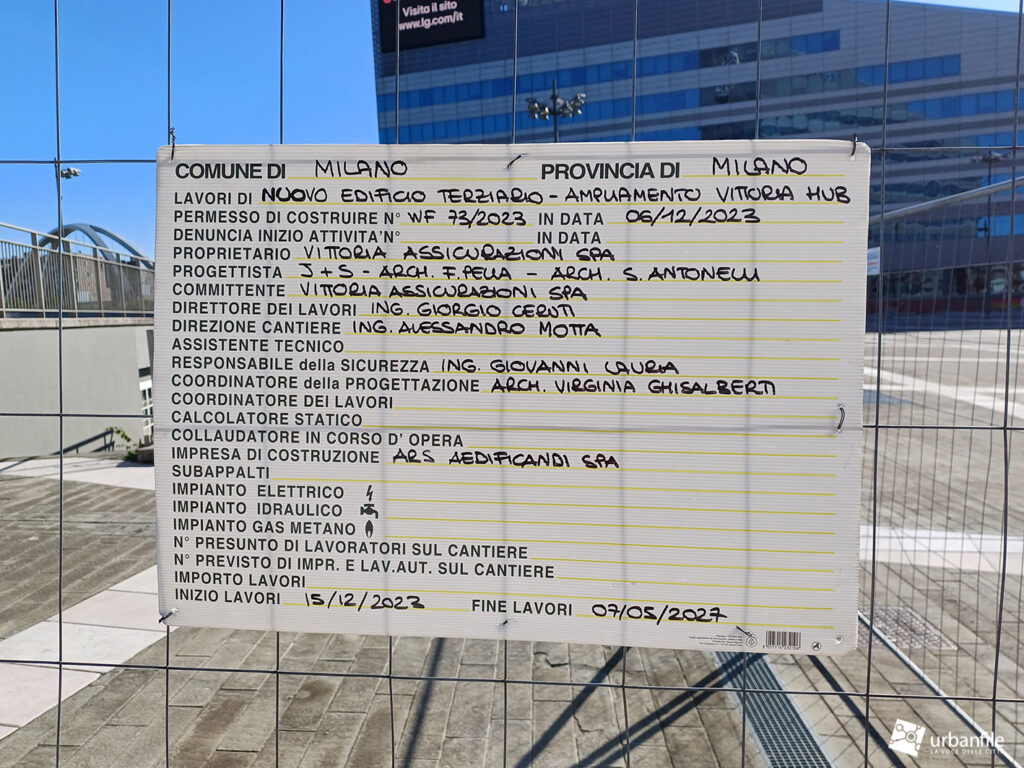 Visita il sito
www.lg.com/it
COMUNE DI MILANO PROVINCIA DI MILANO
LAVORI DI NUOVO EDIFICIO TERZIARIO - AMPLIAMENTO VITTORIA HUB
PERMESSO DI COSTRUIRE N° WF 73/2023 IN DATA 06/12/2023
DENUNCIA INIZIO ATTIVITA'N° IN DATA
PROPRIETARIO VITTORIA ASSICURAZIONI SPA
PROGETTISTA J+S - ARCH. F. PELLA - ARCH. S. ANTONELLI
COMMITTENTE VITTORIA ASSICURAZIONI SPA
DIRETTORE DEI LAVORI ING. GIORGIO CERUTI
DIREZIONE CANTIERE ING. ALESSANDRO MOTTA
ASSISTENTE TECNICO
RESPONSABILE della SICUREZZA ING. GIOVANNI LAURIA
COORDINATORE della PROGETTAZIONE ARCH. VIRGINIA GHISALBERTI
COORDINATORE DEI LAVORI
CALCOLATORE STATICO
COLLAUDATORE IN CORSO D' OPERA
IMPRESA DI COSTRUZIONE ARS AEDIFICANDI SPA
SUBAPPALTI
IMPIANTO ELETTRICO
IMPIANTO IDRAULICO
IMPIANTO GAS METANO
N° PRESUNTO DI LAVORATORI SUL CANTIERE
N° PREVISTO DI IMPR. E LAV.AUT. SUL CANTIERE
IMPORTO LAVORI
INIZIO LAVORI 15/12/2023 FINE LAVORI 07/05/2027
urbanfile
LA VOCE DELLE CITTÀ